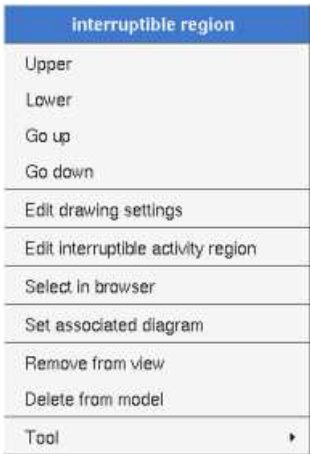 interruptible region
Upper
Lower
Go up
Go down
Edit drawing settings
Edit interruptible activity region
Select in browser
Set associated diagram
Remove from view
Delete from model
Tool